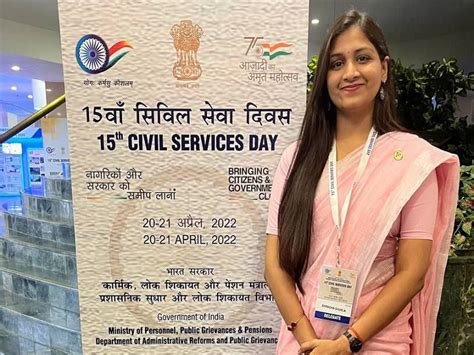 75
आज़ादी का
अमृत महोत्सव
योगः कर्मसु कौशलम्
15वाँ सिविल सेवा दिवस
15th CIVIL SERVICES DAY
नागरिकों और
सरकार को
समीप लाना
BRINGING
CITIZENS &
GOVERNMENT
20-21 अप्रैल, 2022
20-21 APRIL, 2022
भारत सरकार
कार्मिक, लोक शिकायत और पेंशन
प्रशासनिक सुधार और लोक शिकायत
Government of India
Ministry of Personnel, Public Grievances & Pensions
Department of Administrative Reforms and Public
DELEGATE